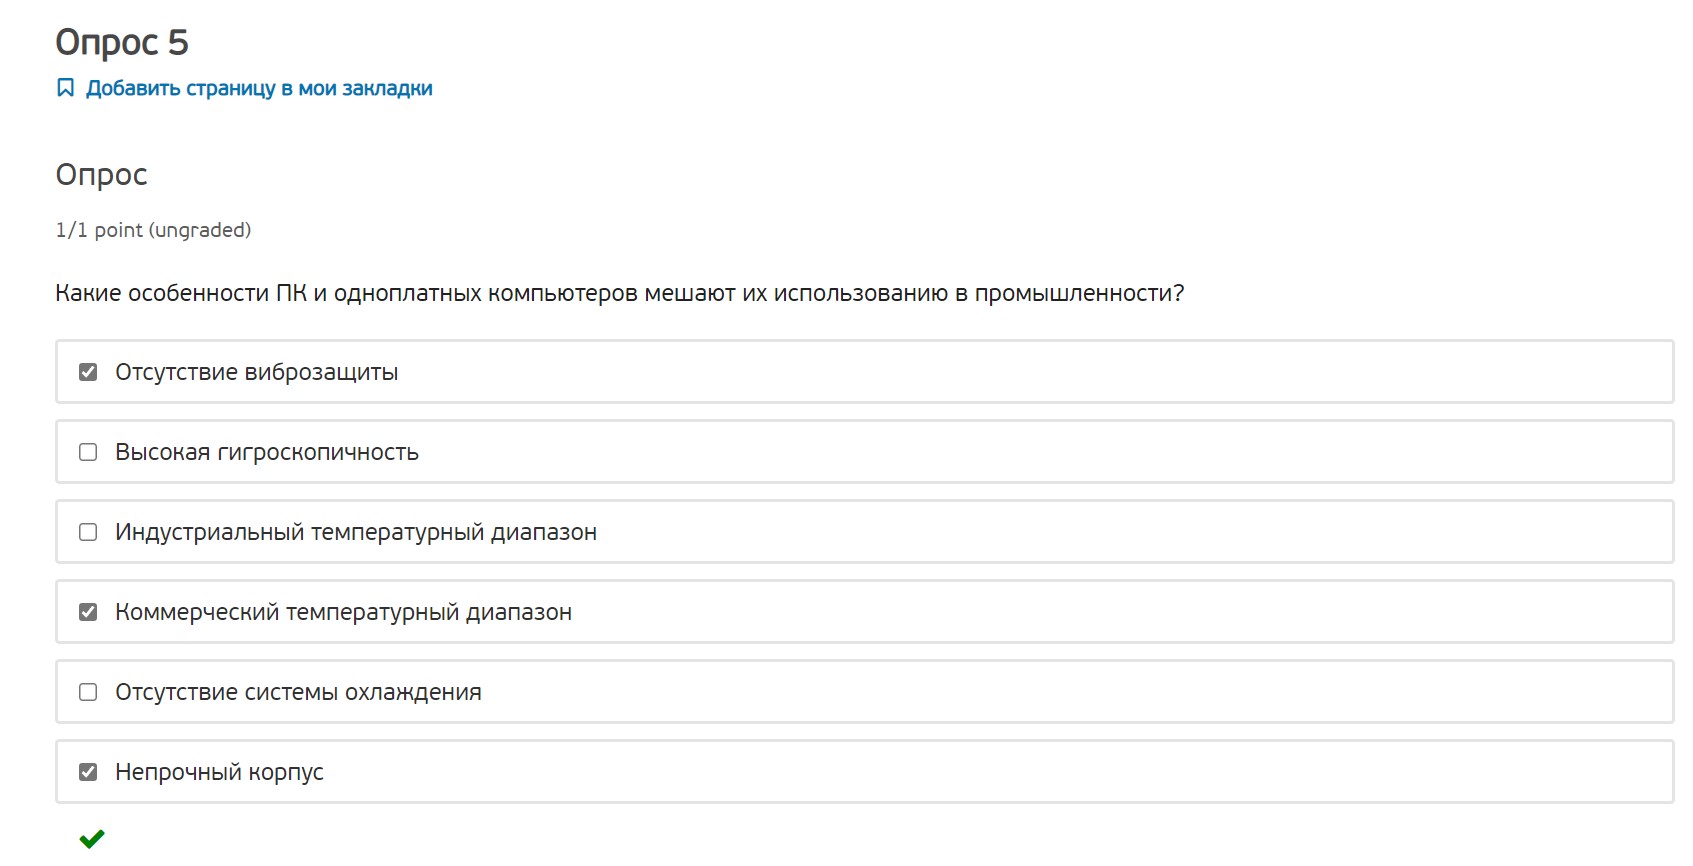 Опрос 5
Добавить страницу в мои закладки
Опрос
1/1 point (ungraded)
Какие особенности ПК и одноплатных компьютеров мешают их использованию в промышленности?
Отсутствие виброзащиты
Высокая гигроскопичность
Индустриальный температурный диапазон
Коммерческий температурный диапазон
Отсутствие системы охлаждения
Непрочный корпус